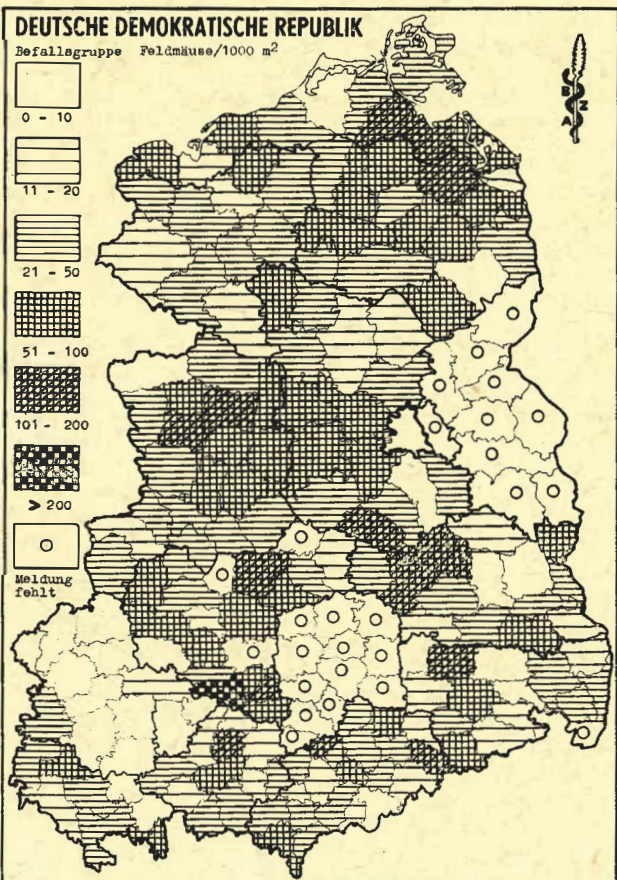 DEUTSCHE DEMOKRATISCHE REPUBLIK
Befallsgruppe Feldmäuse/1000 m²
0 - 10
11 - 20
21 - 50
51 - 100
101 - 200
> 200
Meldung
fehlt